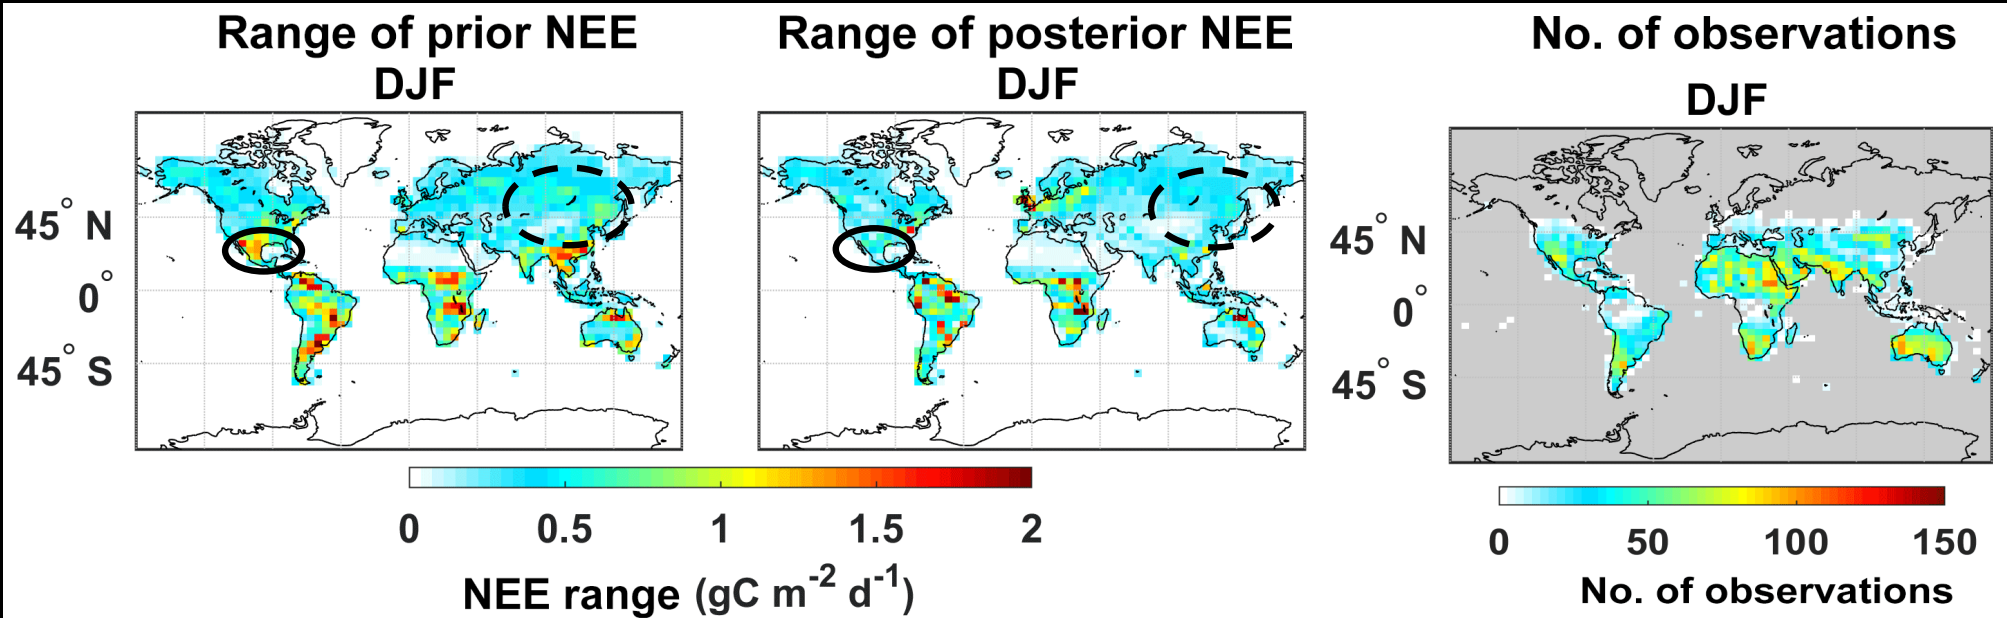 Range of prior NEE
DJF
Range of posterior NEE
DJF
No. of observations
DJF
45° N
0°
45° S
45° N
0°
45° S
0 0.5 1 1.5 2
NEE range (gC m⁻² d⁻¹)
0 50 100 150
No. of observations